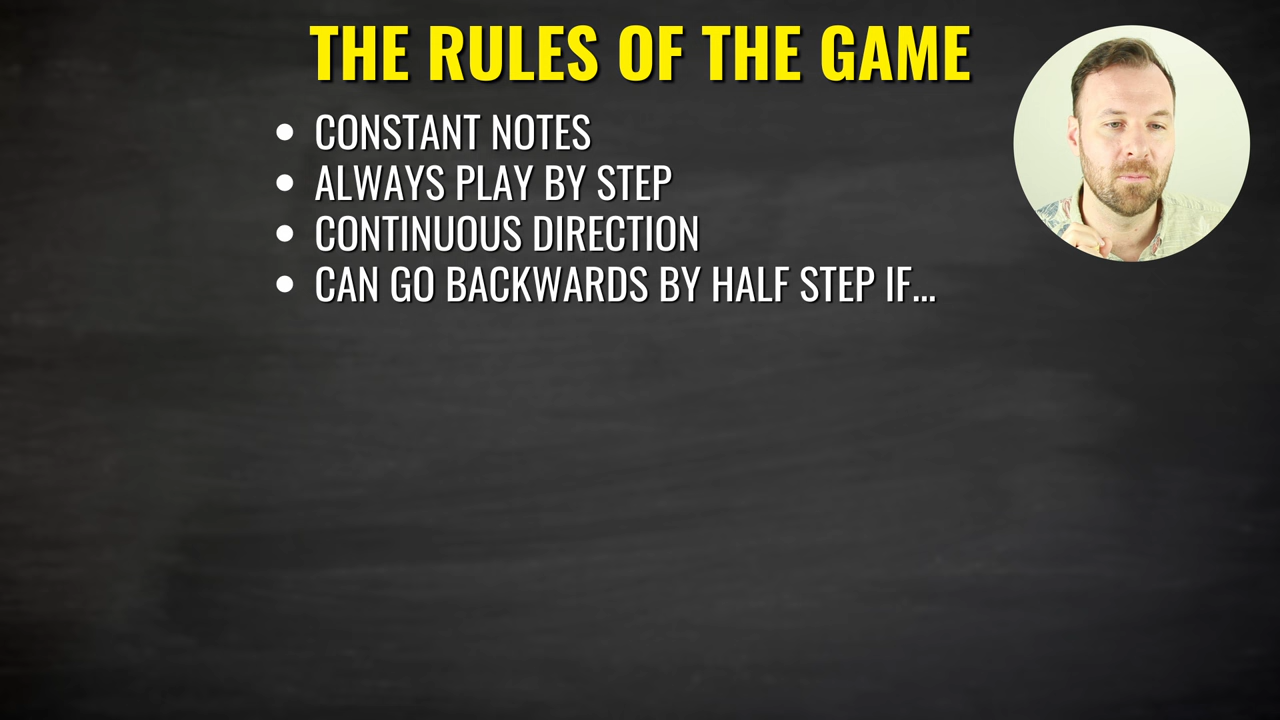 THE RULES OF THE GAME
• CONSTANT NOTES
• ALWAYS PLAY BY STEP
• CONTINUOUS DIRECTION
• CAN GO BACKWARDS BY HALF STEP IF...